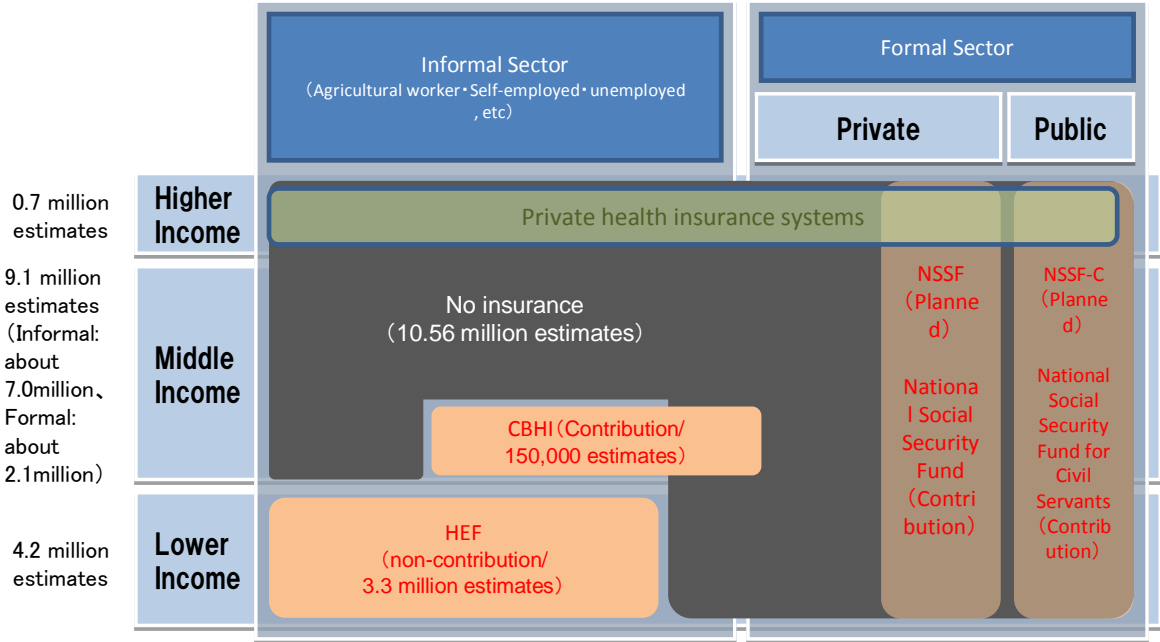 Informal Sector
（Agricultural worker・Self-employed・unemployed
, etc）
Formal Sector
Private
Public
0.7 million
estimates
Higher
Income
Private health insurance systems
9.1 million
estimates
（Informal:
about
7.0million、
Formal:
about
2.1million）
Middle
Income
No insurance
（10.56 million estimates）
CBHI（Contribution/
150,000 estimates）
NSSF
（Planne
d）
Nationa
l Social
Security
Fund
（Contri
bution）
NSSF-C
（Planne
d）
National
Social
Security
Fund for
Civil
Servants
（Contrib
ution）
4.2 million
estimates
Lower
Income
HEF
（non-contribution/
3.3 million estimates）